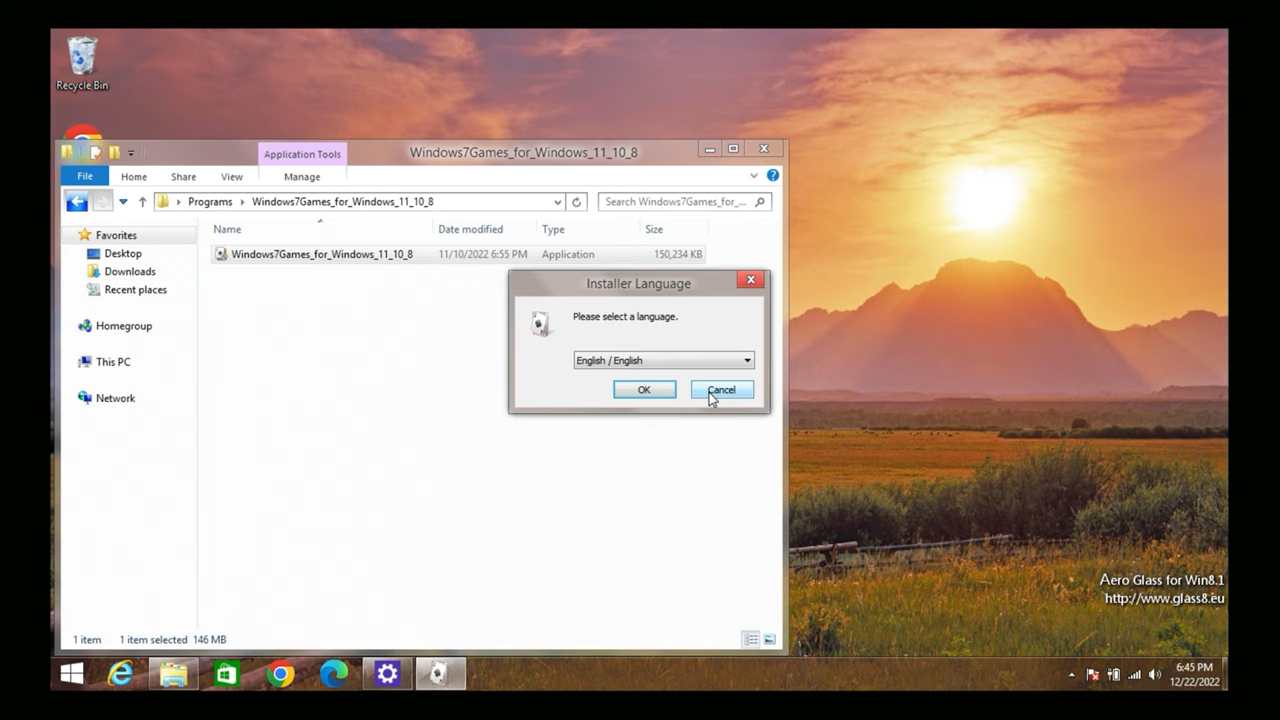 Recycle Bin
Application Tools
Windows7Games_for_Windows_11_10_8
File
Home
Share
View
Manage
Programs
Windows7Games_for_Windows_11_10_8
Search Windows7Games_for_...
Name
Date modified
Type
Size
Favorites
Desktop
Downloads
Recent places
Homegroup
This PC
Network
Windows7Games_for_Windows_11_10_8
11/10/2022 6:55 PM
Application
150,234 KB
Installer Language
Please select a language.
English / English
OK
Cancel
1 item
1 item selected 146 MB
Aero Glass for Win8.1
http://www.glass8.eu
6:45 PM
12/22/2022